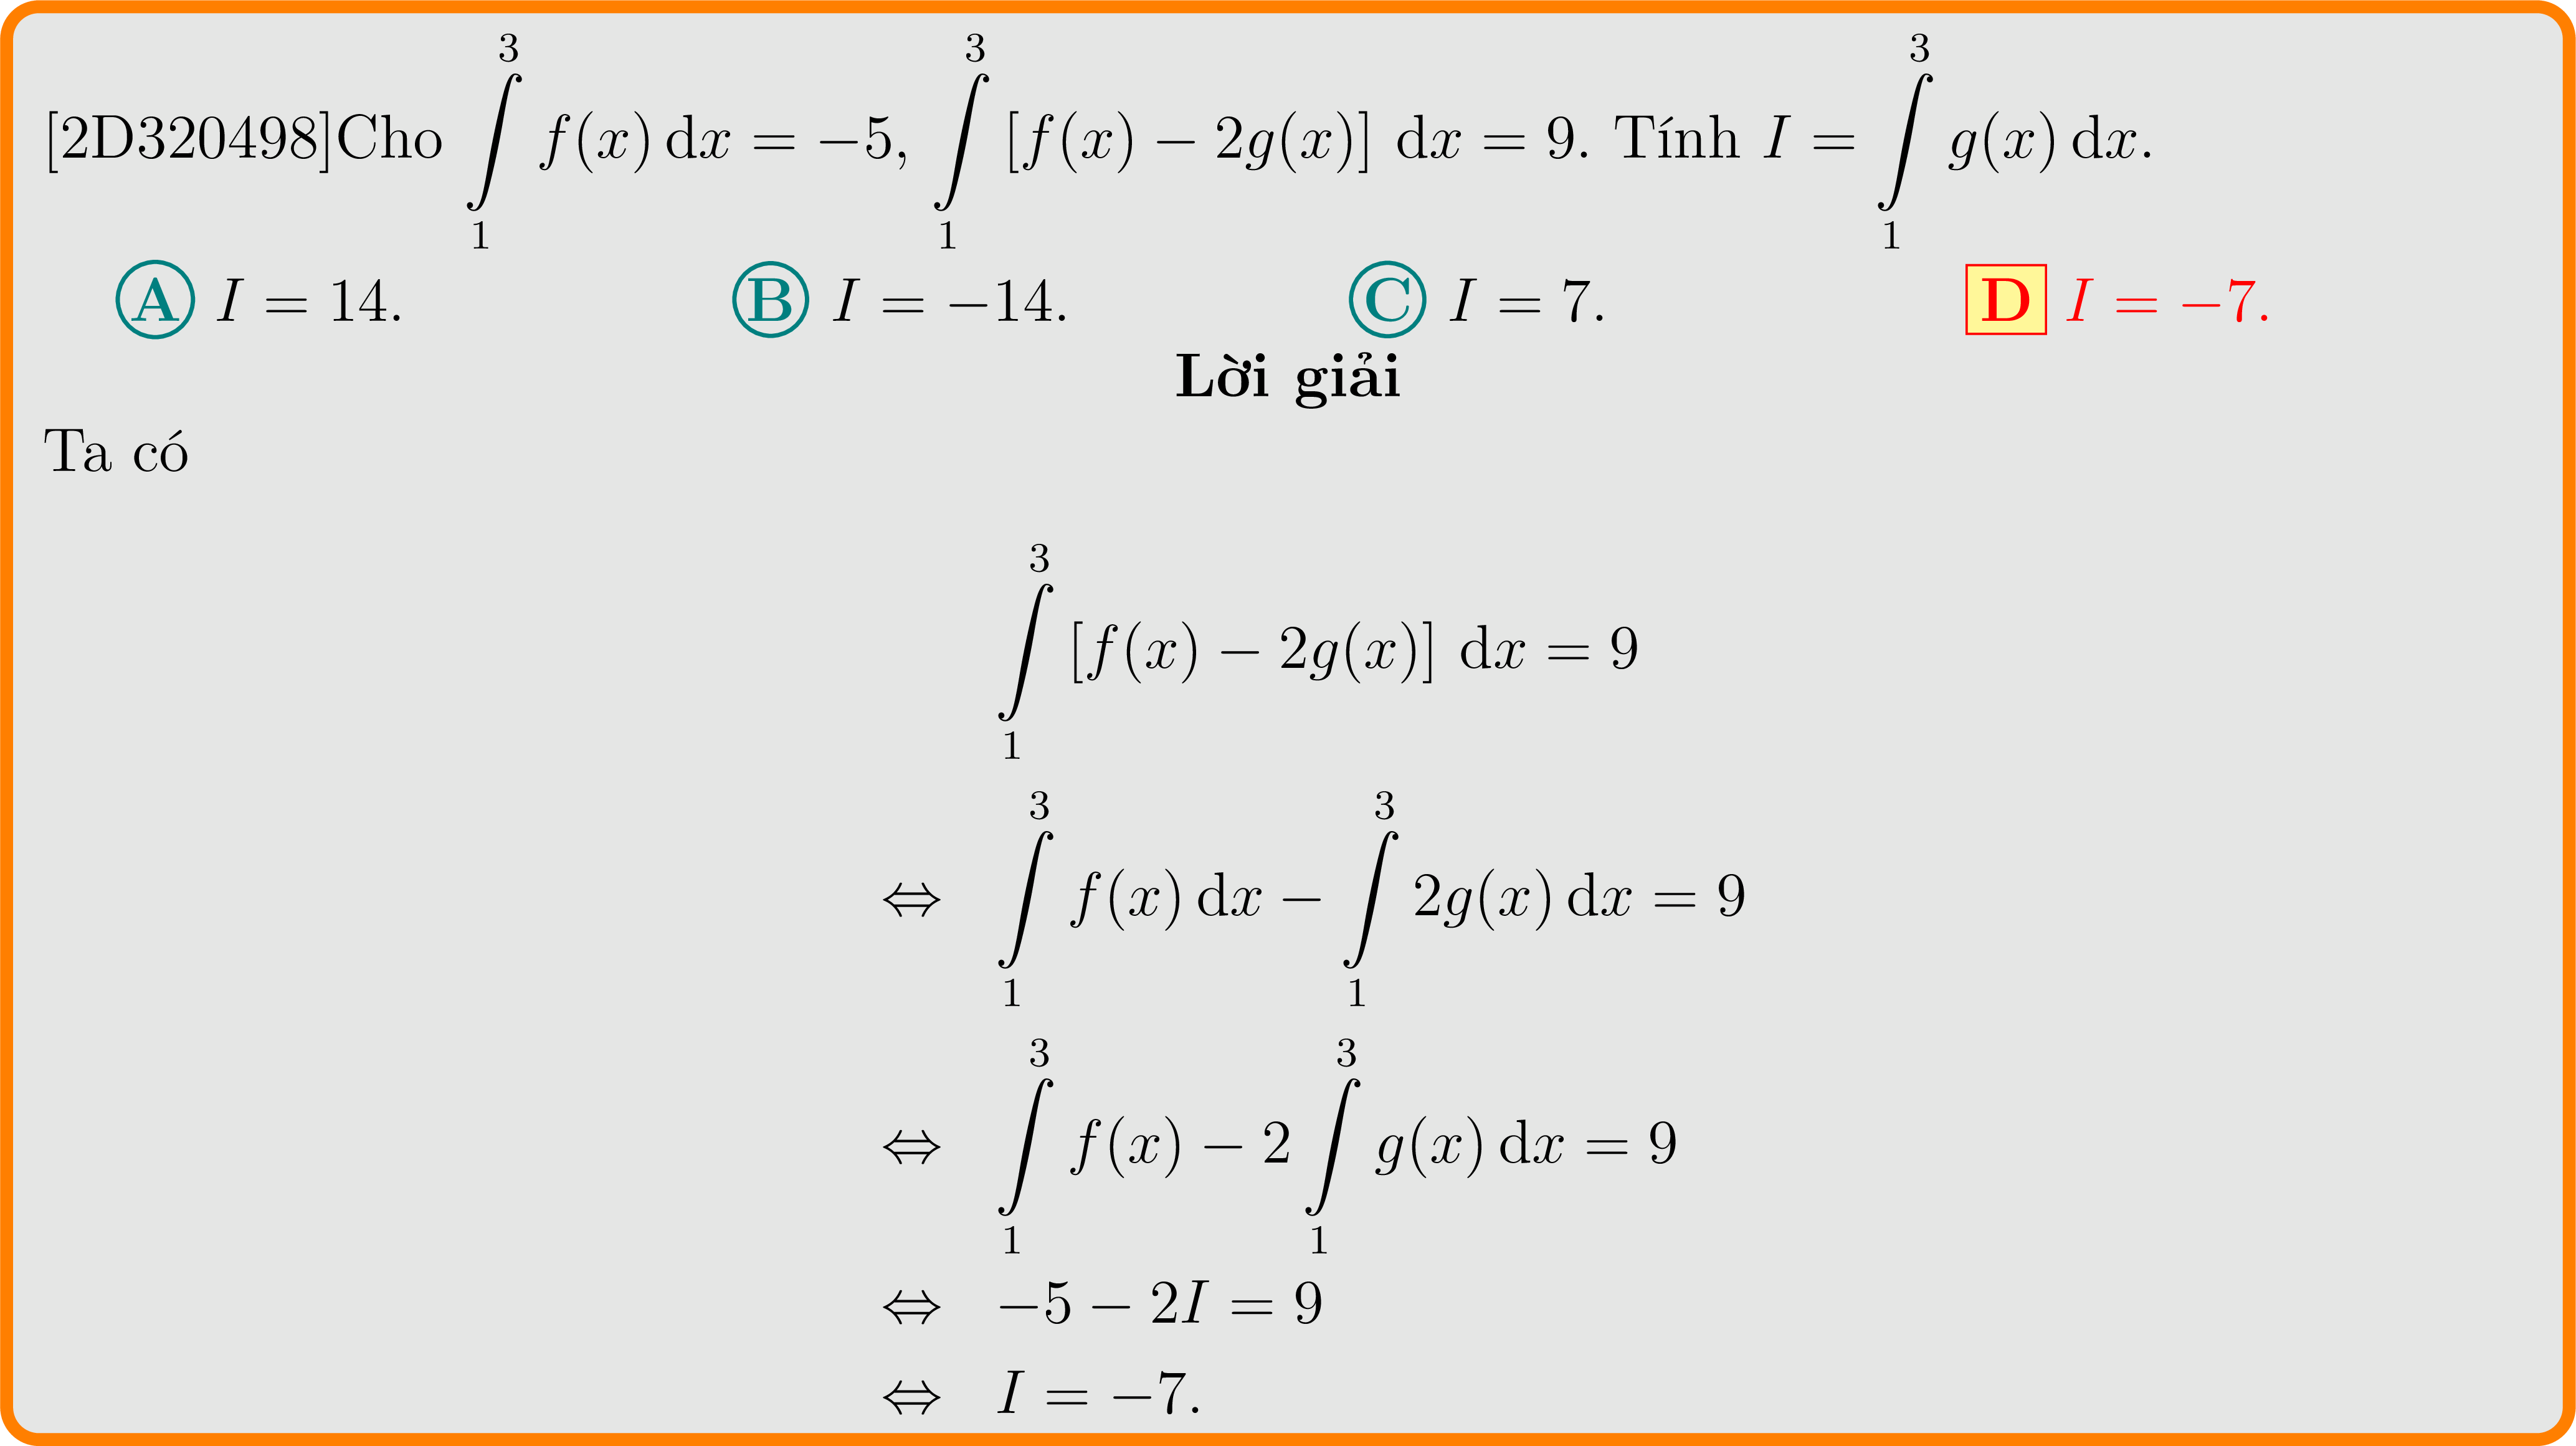 [2D320498]Cho $\int\limits_1^3 f(x)\,\mathrm{d}x = -5$, $\int\limits_1^3 [f(x) - 2g(x)]\,\mathrm{d}x = 9$. Tính $I = \int\limits_1^3 g(x)\,\mathrm{d}x$.
A $I = 14$. B $I = -14$. C $I = 7$. D $I = -7$.
Lời giải
Ta có
$\int\limits_1^3 [f(x) - 2g(x)]\,\mathrm{d}x = 9$
$\Leftrightarrow \int\limits_1^3 f(x)\,\mathrm{d}x - \int\limits_1^3 2g(x)\,\mathrm{d}x = 9$
$\Leftrightarrow \int\limits_1^3 f(x) - 2\int\limits_1^3 g(x)\,\mathrm{d}x = 9$
$\Leftrightarrow -5 - 2I = 9$
$\Leftrightarrow I = -7.$